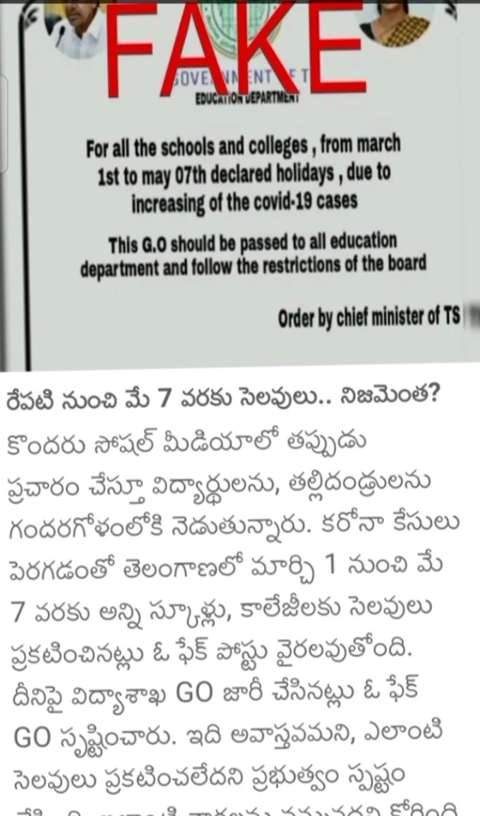 FAKE
GOVERNMENT OF T
EDUCATION DEPARTMENT
For all the schools and colleges , from march
1st to may 07th declared holidays , due to
increasing of the covid-19 cases
This G.O should be passed to all education
department and follow the restrictions of the board
Order by chief minister of TS
రేపటి నుంచి మే 7 వరకు సెలవులు.. నిజమెంత?
కొందరు సోషల్ మీడియాలో తప్పుడు
ప్రచారం చేస్తూ విద్యార్థులను, తల్లిదండ్రులను
గందరగోళంలోకి నెడుతున్నారు. కరోనా కేసులు
పెరగడంతో తెలంగాణలో మార్చి 1 నుంచి మే
7 వరకు అన్ని స్కూళ్లు, కాలేజీలకు సెలవులు
ప్రకటించినట్లు ఓ ఫేక్ పోస్టు వైరలవుతోంది.
దీనిపై విద్యాశాఖ GO జారీ చేసినట్లు ఓ ఫేక్
GO సృష్టించారు. ఇది అవాస్తవమని, ఎలాంటి
సెలవులు ప్రకటించలేదని ప్రభుత్వం స్పష్టం